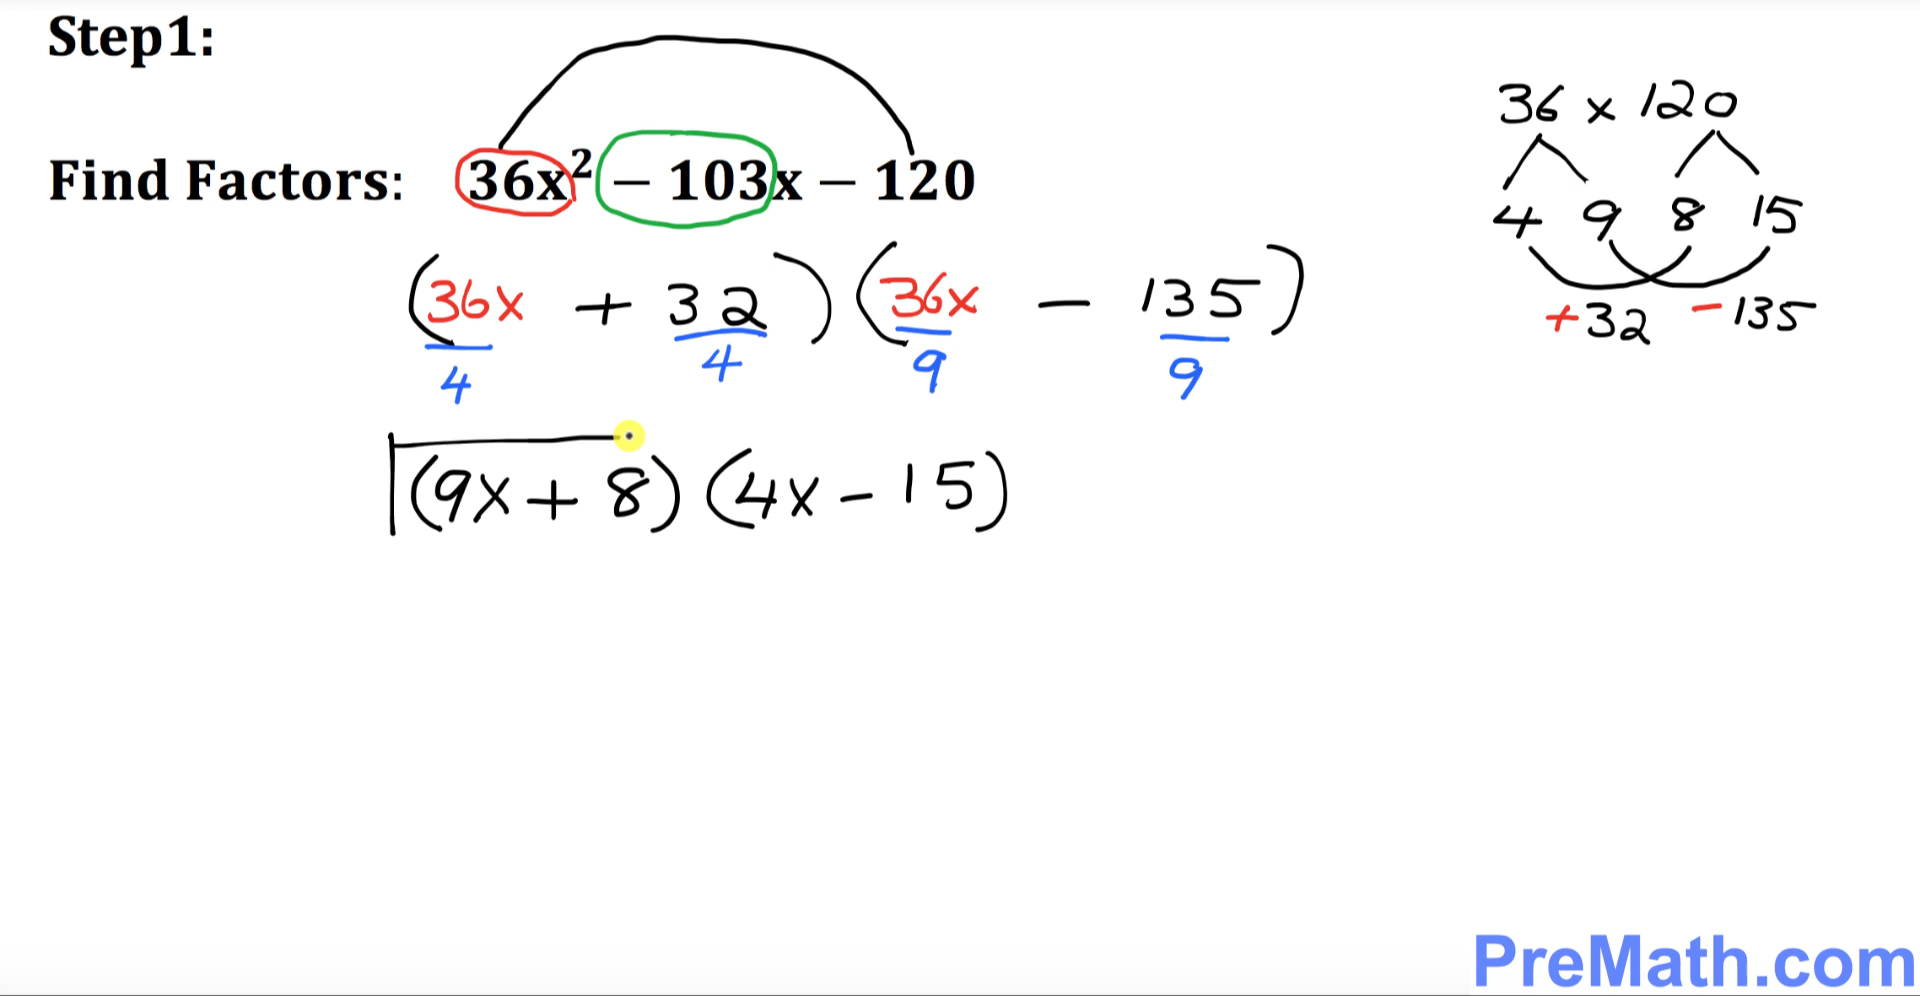 Step1:
36 x 120
Find Factors: 36x² – 103x – 120
4 9 8 15
(36x + 32) (36x – 135)
+32 –135
4 4 9 9
(9x + 8) (4x – 15)
PreMath.com